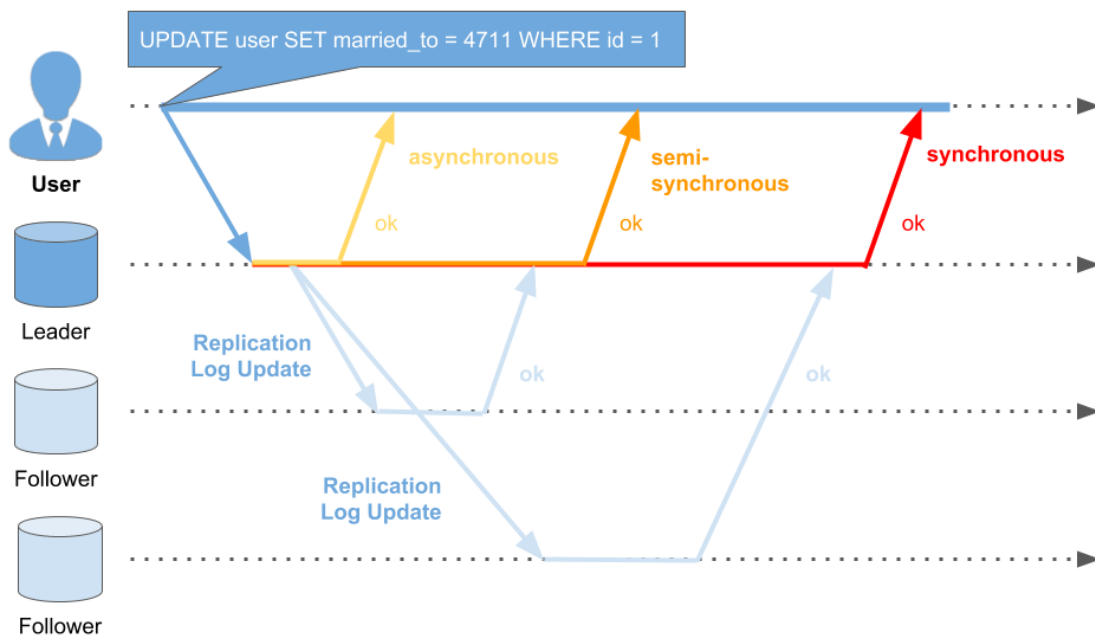 UPDATE user SET married_to = 4711 WHERE id = 1
User
asynchronous
ok
semi-
synchronous
ok
synchronous
ok
Leader
Replication
Log Update
ok
ok
Follower
Replication
Log Update
Follower